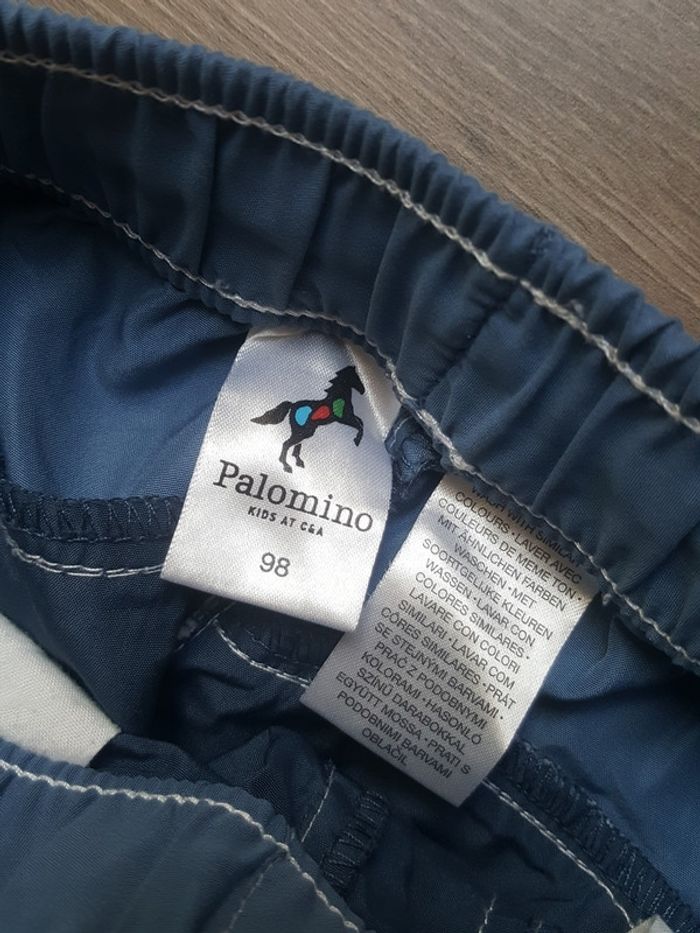 Palomino
KIDS AT C&A
98
WASH WITH SIMILAR
COLOURS • LAVER AVEC
COULEURS DE MEME TON •
MIT ÄHNLICHEN FARBEN
WASCHEN • MET
SOORTGELIJKE KLEUREN
WASSEN • LAVAR CON
COLORES SIMILARES •
LAVARE CON COLORI
SIMILARI • LAVAR COM
CÔRES SIMILARES • PRÁT
SE STEJNÝMI BARVAMI •
PRAĆ Z PODOBNYMI
KOLORAMI • HASONLÓ
SZÍNŰ DARABOKKAL
EGYÜTT MOSSA • PRATI S
PODOBNIMI BARVAMI
OBLAČIL